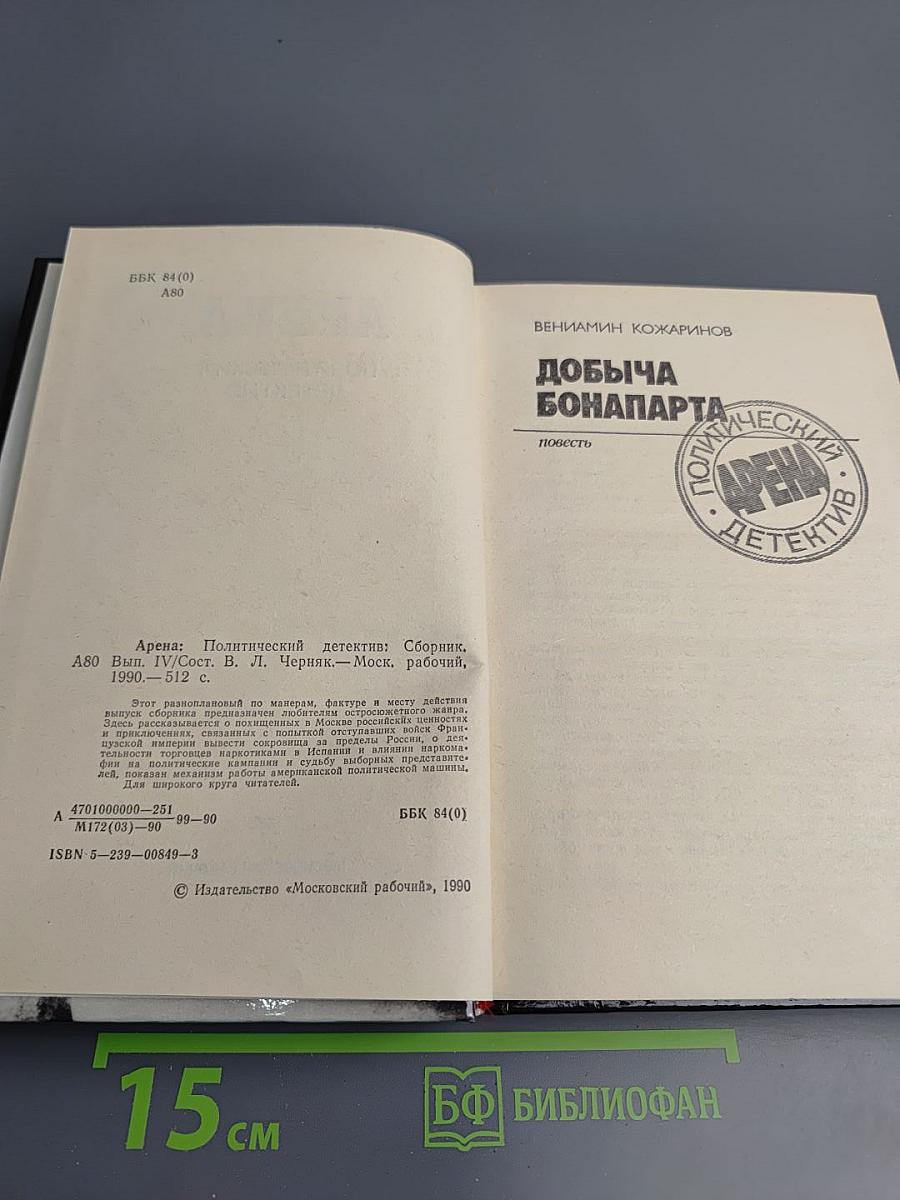 ББК 84(0)
А80
Арена: Политический детектив: Сборник.
А80 Вып. IV/Сост. В. Л. Черняк.— Моск. рабочий,
1990.— 512 с.
Этот разноплановый по манерам, фактуре и месту действия
выпуск сборника предназначен любителям остросюжетного жанра.
Здесь рассказывается о похищенных в Москве российских ценностях
и приключениях, связанных с попыткой отступавших войск Фран-
цузской империи вывести сокровища за пределы России, о дея-
тельности торговцев наркотиками в Испании и влиянии наркома-
фии на политические кампании и судьбу выборных представите-
лей, показан механизм работы американской политической машины.
Для широкого круга читателей.
А 4701000000—251 99—90 ББК 84(0)
М172(03)—90
ISBN 5—239—00849—3
© Издательство «Московский рабочий», 1990
ВЕНИАМИН КОЖАРИНОВ
ДОБЫЧА
БОНАПАРТА
повесть
ПОЛИТИЧЕСКИЙ
АРЕНА
ДЕТЕКТИВ
15 см
БФ БИБЛИОФАН